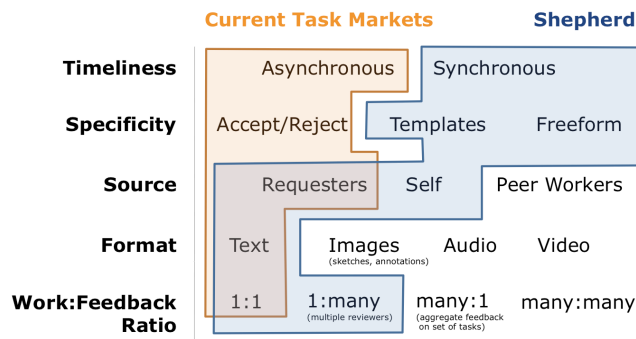 Current Task Markets Shepherd
Timeliness Asynchronous Synchronous
Specificity Accept/Reject Templates Freeform
Source Requesters Self Peer Workers
Format Text Images Audio Video
(sketches, annotations)
Work:Feedback 1:1 1:many many:1 many:many
Ratio (multiple reviewers) (aggregate feedback
on set of tasks)